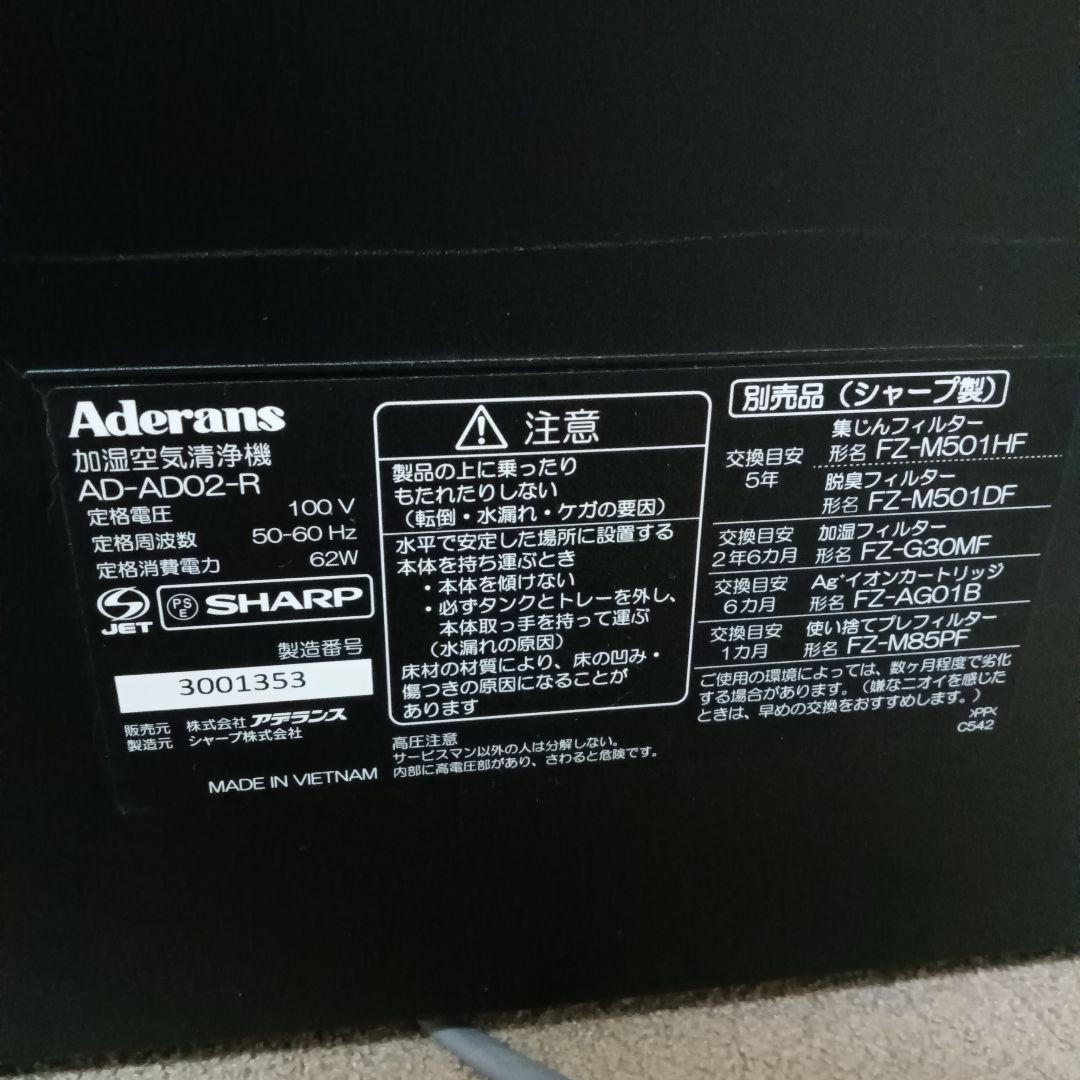 Aderans
加湿空気清浄機
AD-AD02-R
定格電圧 100 V
定格周波数 50-60 Hz
定格消費電力 62W
JET PSE SHARP
製造番号
3001353
販売元 株式会社アデランス
製造元 シャープ株式会社
MADE IN VIETNAM
注意
製品の上に乗ったり
もたれたりしない
（転倒・水漏れ・ケガの要因）
水平で安定した場所に設置する
本体を持ち運ぶとき
・本体を傾けない
・必ずタンクとトレーを外し、
本体取っ手を持って運ぶ
（水漏れの原因）
床材の材質により、床の凹み・
傷つきの原因になることが
あります
高圧注意
サービスマン以外の人は分解しない。
内部に高電圧部があり、さわると危険です。
別売品（シャープ製）
交換目安 5年
集じんフィルター
形名 FZ-M501HF
脱臭フィルター
形名 FZ-M501DF
交換目安 加湿フィルター
2年6カ月 形名 FZ-G30MF
交換目安 Ag⁺イオンカートリッジ
6カ月 形名 FZ-AG01B
交換目安 使い捨てプレフィルター
1カ月 形名 FZ-M85PF
ご使用の環境によっては、数ヶ月程度で劣化
する場合があります。（嫌なニオイを感じた
ときは、早めの交換をおすすめします。）
>PP<
C542